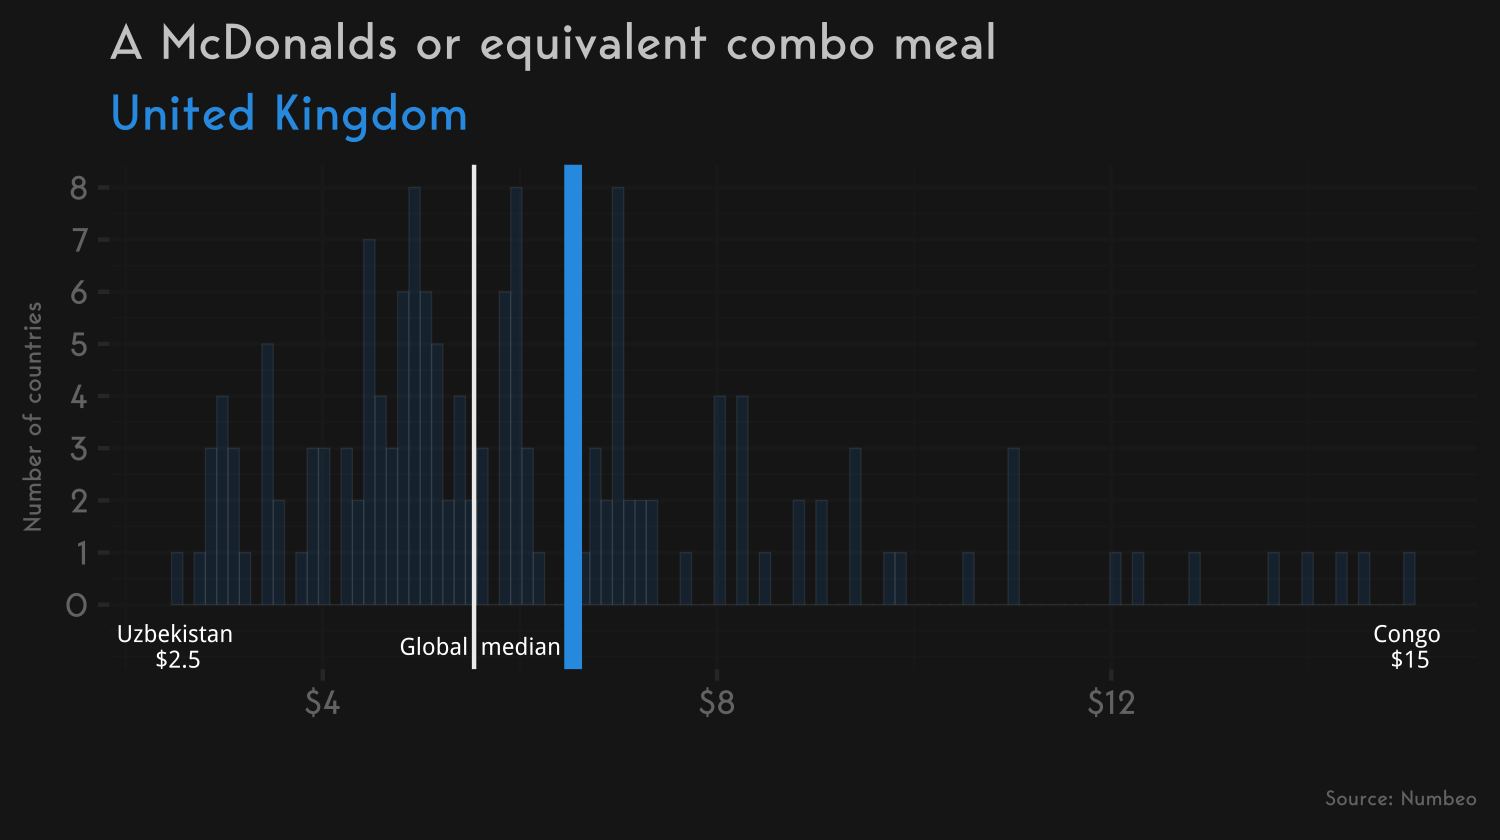 A McDonalds or equivalent combo meal
United Kingdom
Number of countries
8
7
6
5
4
3
2
1
0
Uzbekistan
$2.5
Global median
Congo
$15
$4
$8
$12
Source: Numbeo